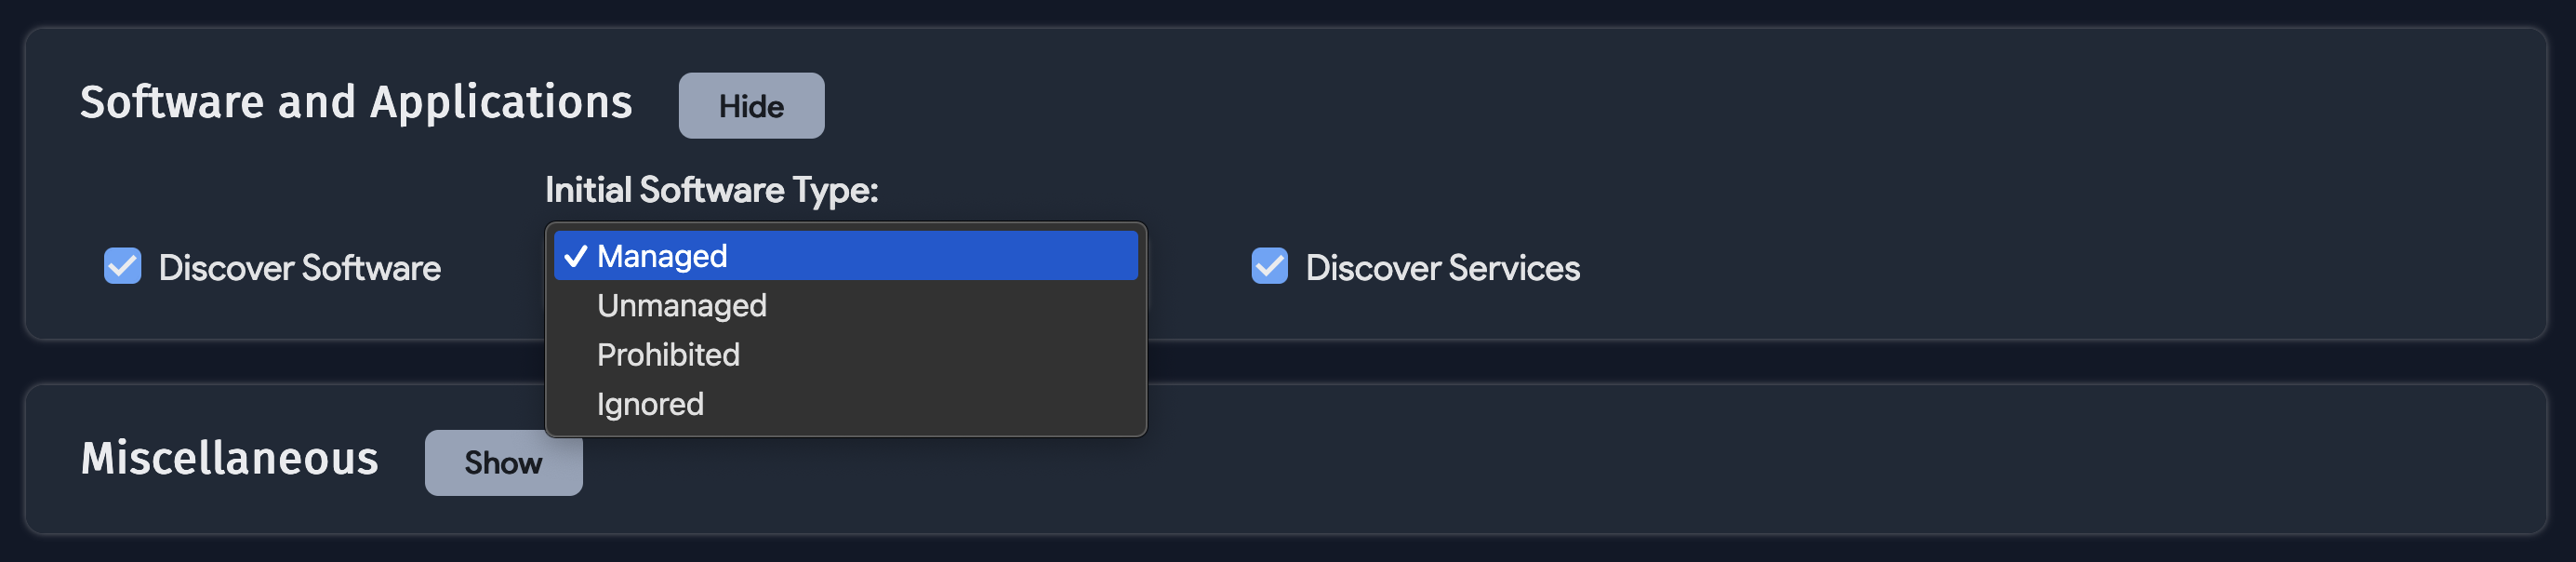 Software and Applications
Hide
Initial Software Type:
Discover Software
Managed
Unmanaged
Prohibited
Ignored
Discover Services
Miscellaneous
Show